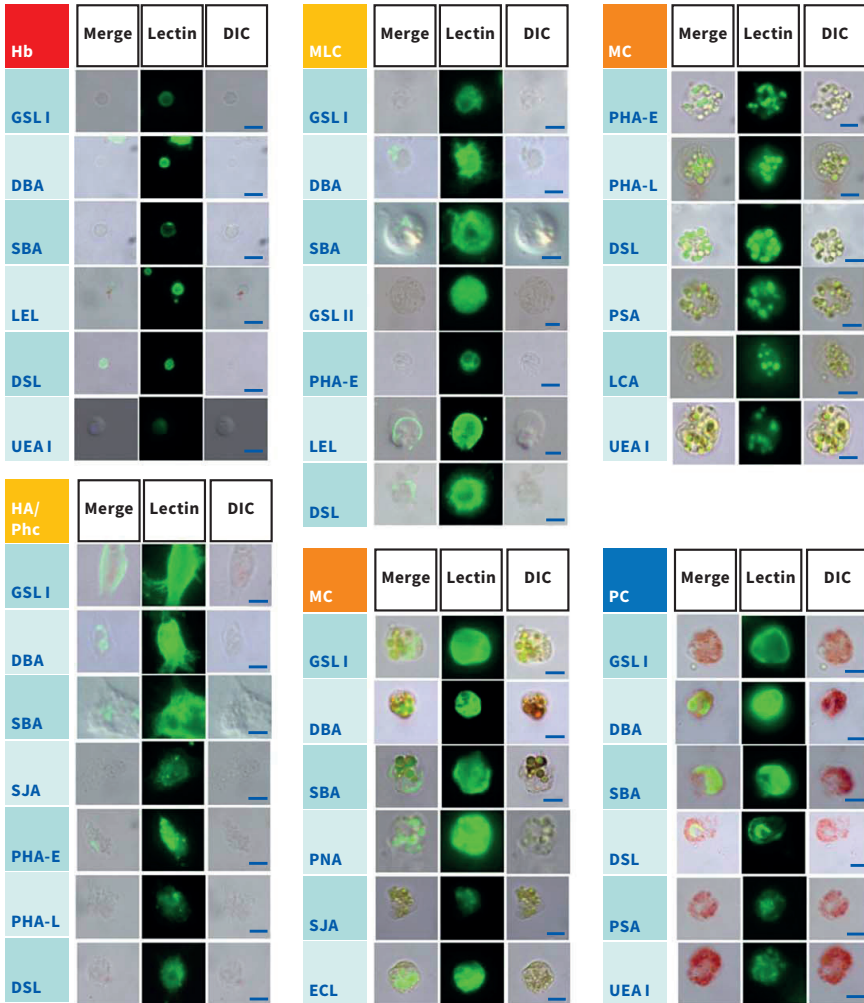 Hb Merge Lectin DIC
GSL I
DBA
SBA
LEL
DSL
UEA I
HA/
Phc Merge Lectin DIC
GSL I
DBA
SBA
SJA
PHA-E
PHA-L
DSL
MLC Merge Lectin DIC
GSL I
DBA
SBA
GSL II
PHA-E
LEL
DSL
MC Merge Lectin DIC
GSL I
DBA
SBA
PNA
SJA
ECL
MC Merge Lectin DIC
PHA-E
PHA-L
DSL
PSA
LCA
UEA I
PC Merge Lectin DIC
GSL I
DBA
SBA
DSL
PSA
UEA I